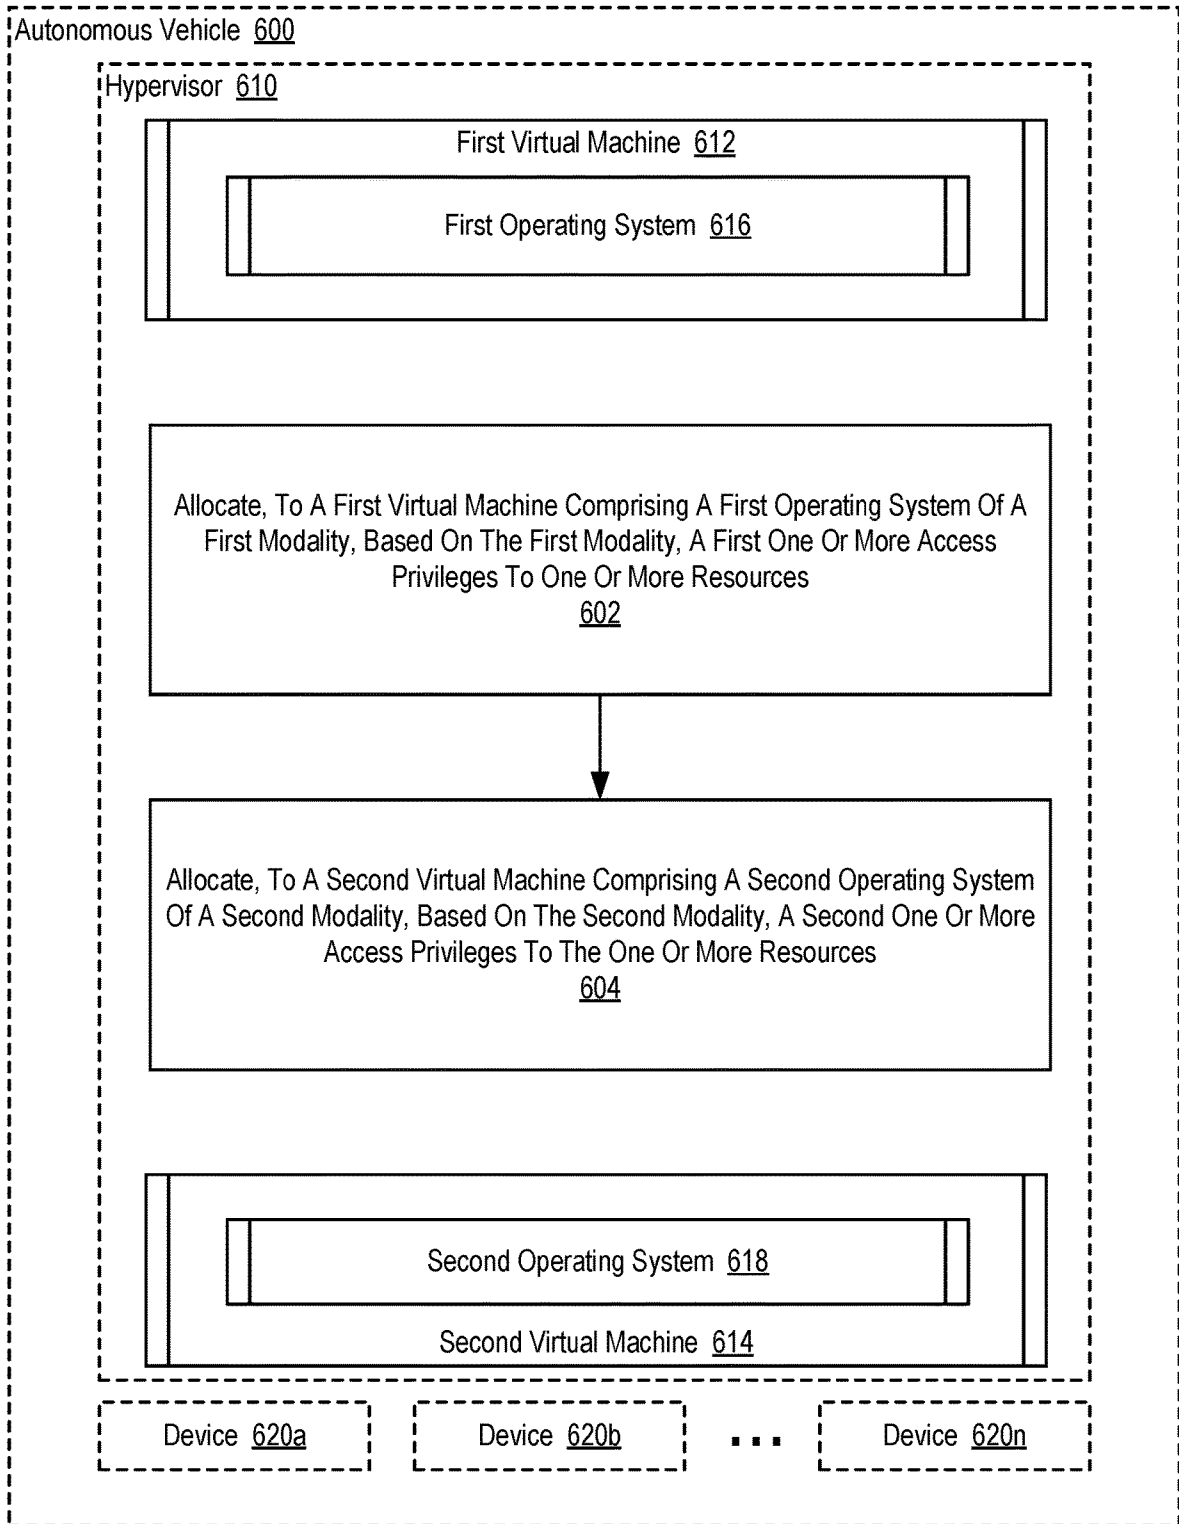 Autonomous Vehicle 600
Hypervisor 610
First Virtual Machine 612
First Operating System 616
Allocate, To A First Virtual Machine Comprising A First Operating System Of A
First Modality, Based On The First Modality, A First One Or More Access
Privileges To One Or More Resources
602
Allocate, To A Second Virtual Machine Comprising A Second Operating System
Of A Second Modality, Based On The Second Modality, A Second One Or More
Access Privileges To The One Or More Resources
604
Second Operating System 618
Second Virtual Machine 614
Device 620a Device 620b ... Device 620n